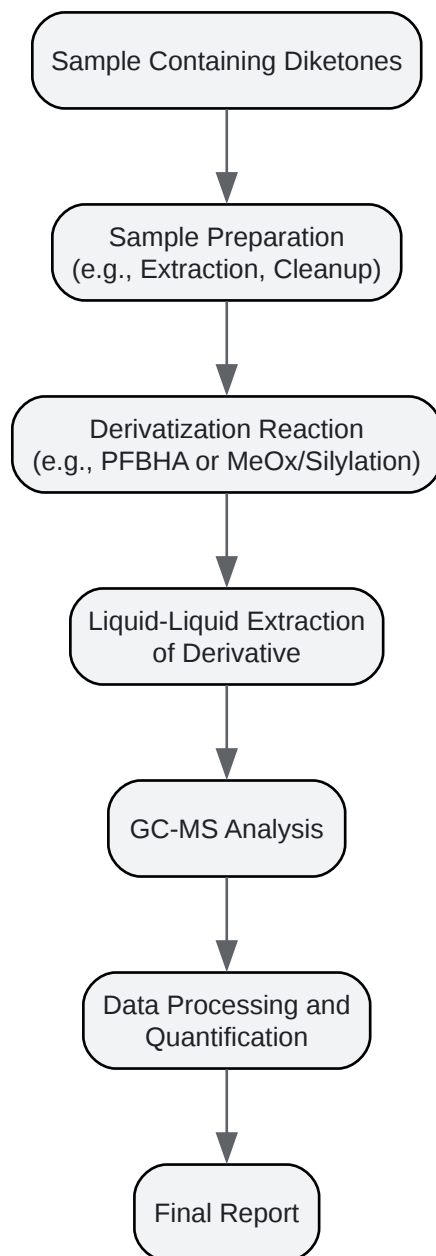 Sample Containing Diketones
Sample Preparation
(e.g., Extraction, Cleanup)
Derivatization Reaction
(e.g., PFBHA or MeOx/Silylation)
Liquid-Liquid Extraction
of Derivative
GC-MS Analysis
Data Processing and
Quantification
Final Report